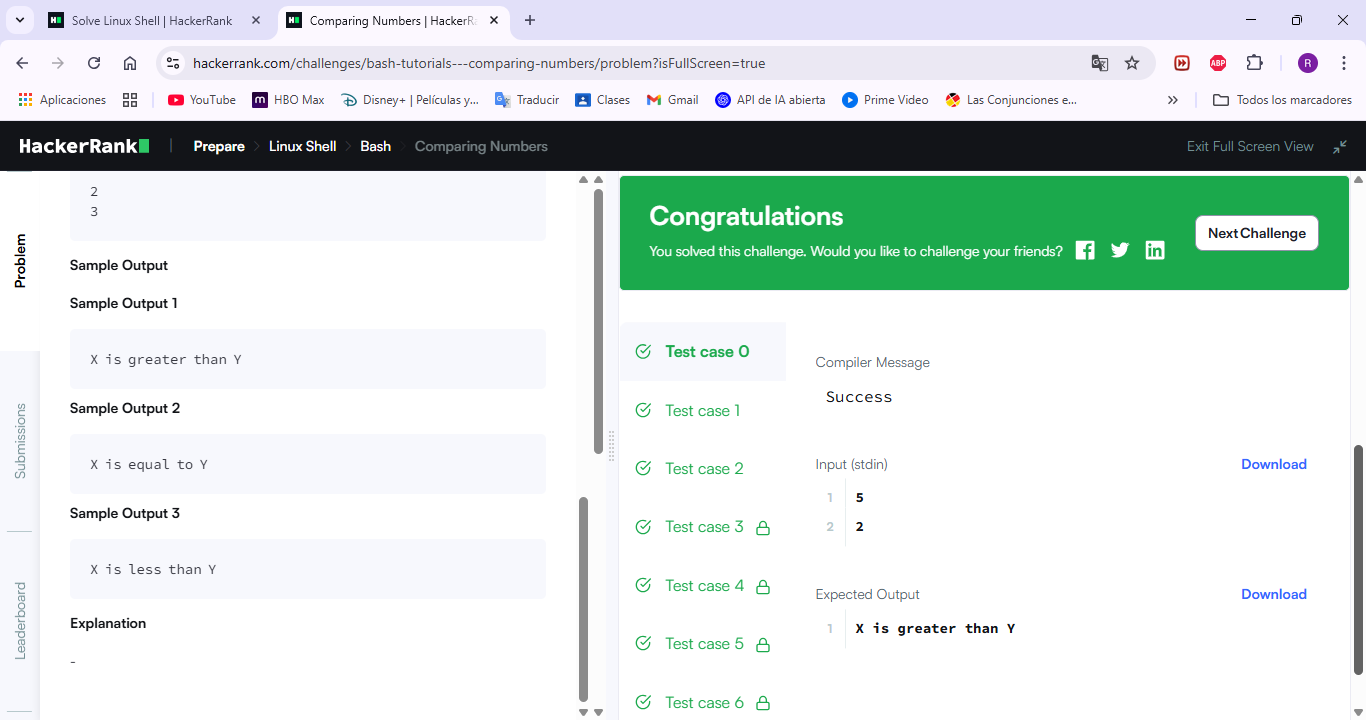 Solve Linux Shell | HackerRank
Comparing Numbers | HackerRa
hackerrank.com/challenges/bash-tutorials---comparing-numbers/problem?isFullScreen=true
ABP
R
Aplicaciones
YouTube
m HBO Max
Disney+ | Películas y...
Traducir
Clases
Gmail
API de IA abierta
Prime Video
Las Conjunciones e...
Todos los marcadores
HackerRank
Prepare
Linux Shell
Bash
Comparing Numbers
Exit Full Screen View
Problem
Submissions
Leaderboard
2
3
Sample Output
Sample Output 1
X is greater than Y
Sample Output 2
X is equal to Y
Sample Output 3
X is less than Y
Explanation
-
Congratulations
You solved this challenge. Would you like to challenge your friends?
Next Challenge
Test case 0
Test case 1
Test case 2
Test case 3
Test case 4
Test case 5
Test case 6
Compiler Message
Success
Input (stdin)
Download
1 5
2 2
Expected Output
Download
1 X is greater than Y